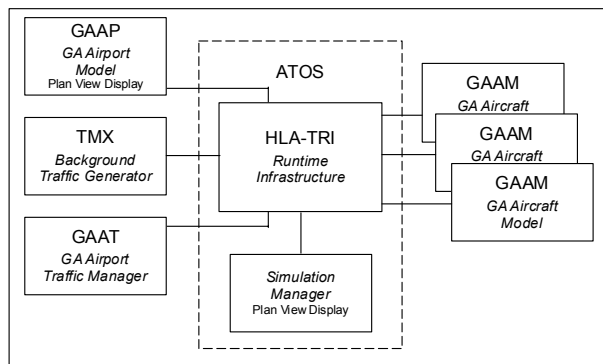 GAAP
GA Airport
Model
Plan View Display
TMX
Background
Traffic Generator
GAAT
GA Airport
Traffic Manager
ATOS
HLA-TRI
Runtime
Infrastructure
Simulation
Manager
Plan View Display
GAAM
GA Aircraft
GAAM
GA Aircraft
GAAM
GA Aircraft
Model